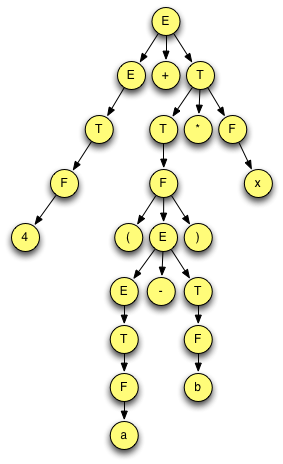 E
E + T
T T * F
F F x
4 ( E )
E - T
T F
F b
a